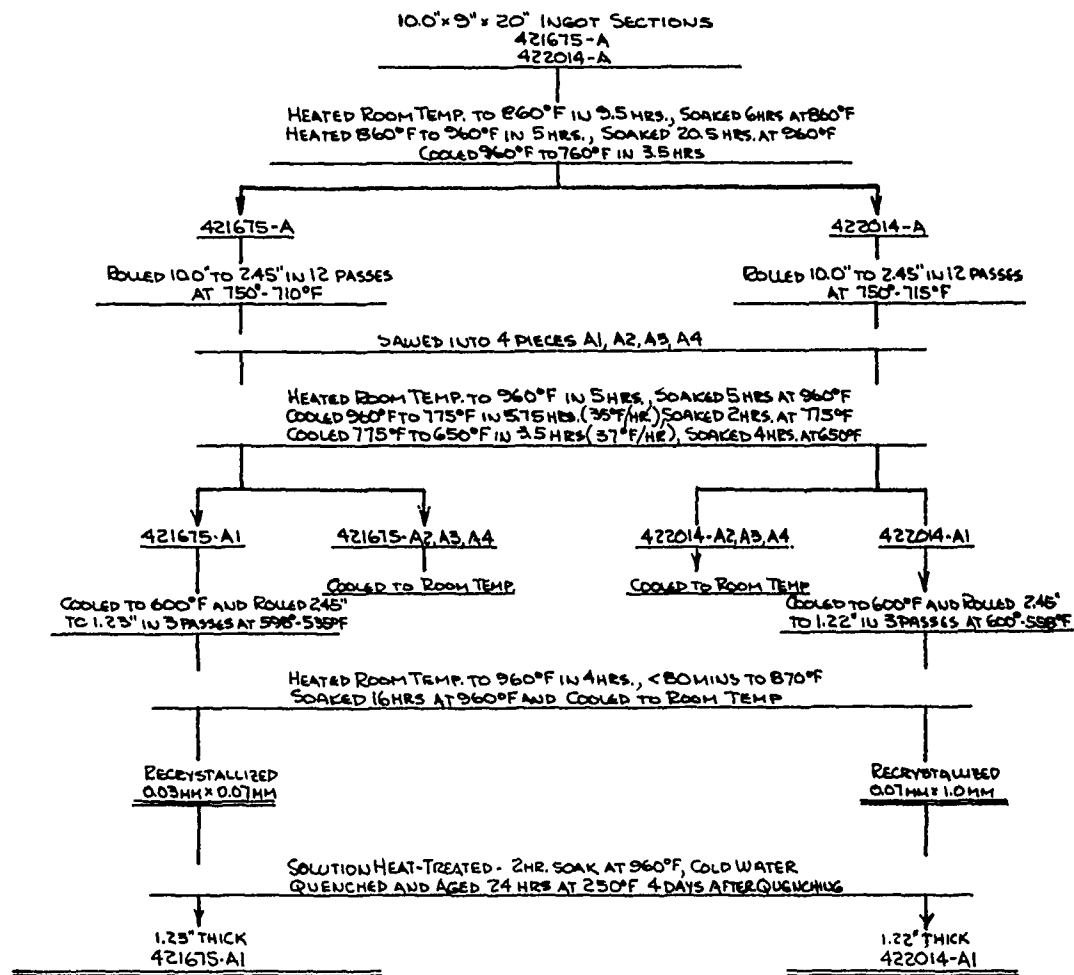 10.0" x 9" x 20" INGOT SECTIONS
421675-A
422014-A
HEATED ROOM TEMP. TO 860°F IN 9.5 HRS., SOAKED 6HRS AT 860°F
HEATED 860°F TO 960°F IN 5 HRS., SOAKED 20.5 HRS. AT 960°F
COOLED 960°F TO 760°F IN 3.5 HRS
421675-A
422014-A
ROLLED 10.0" TO 2.45" IN 12 PASSES
AT 750°-710°F
ROLLED 10.0" TO 2.45" IN 12 PASSES
AT 750°-715°F
SAWED INTO 4 PIECES A1, A2, A3, A4
HEATED ROOM TEMP. TO 960°F IN 5 HRS., SOAKED 5 HRS AT 960°F
COOLED 960°F TO 775°F IN 5.75 HRS. (35°F/HR.), SOAKED 2 HRS. AT 775°F
COOLED 775°F TO 650°F IN 3.5 HRS (37°F/HR), SOAKED 4 HRS. AT 650°F
421675-A1
421675-A2, A3, A4
422014-A2, A3, A4
422014-A1
COOLED TO ROOM TEMP.
COOLED TO ROOM TEMP
COOLED TO 600°F AND ROLLED 2.45"
TO 1.23" IN 3 PASSES AT 598°-535°F
COOLED TO 600°F AND ROLLED 2.45"
TO 1.22" IN 3 PASSES AT 600°-558°F
HEATED ROOM TEMP. TO 960°F IN 4 HRS., <80 MINS TO 870°F
SOAKED 16 HRS AT 960°F AND COOLED TO ROOM TEMP
RECRYSTALLIZED
0.03MM x 0.07MM
RECRYSTALLIZED
0.07MM x 1.0MM
SOLUTION HEAT-TREATED - 2HR. SOAK AT 960°F, COLD WATER
QUENCHED AND AGED 24 HRS AT 250°F 4 DAYS AFTER QUENCHING
1.23" THICK
421675-A1
1.22" THICK
422014-A1